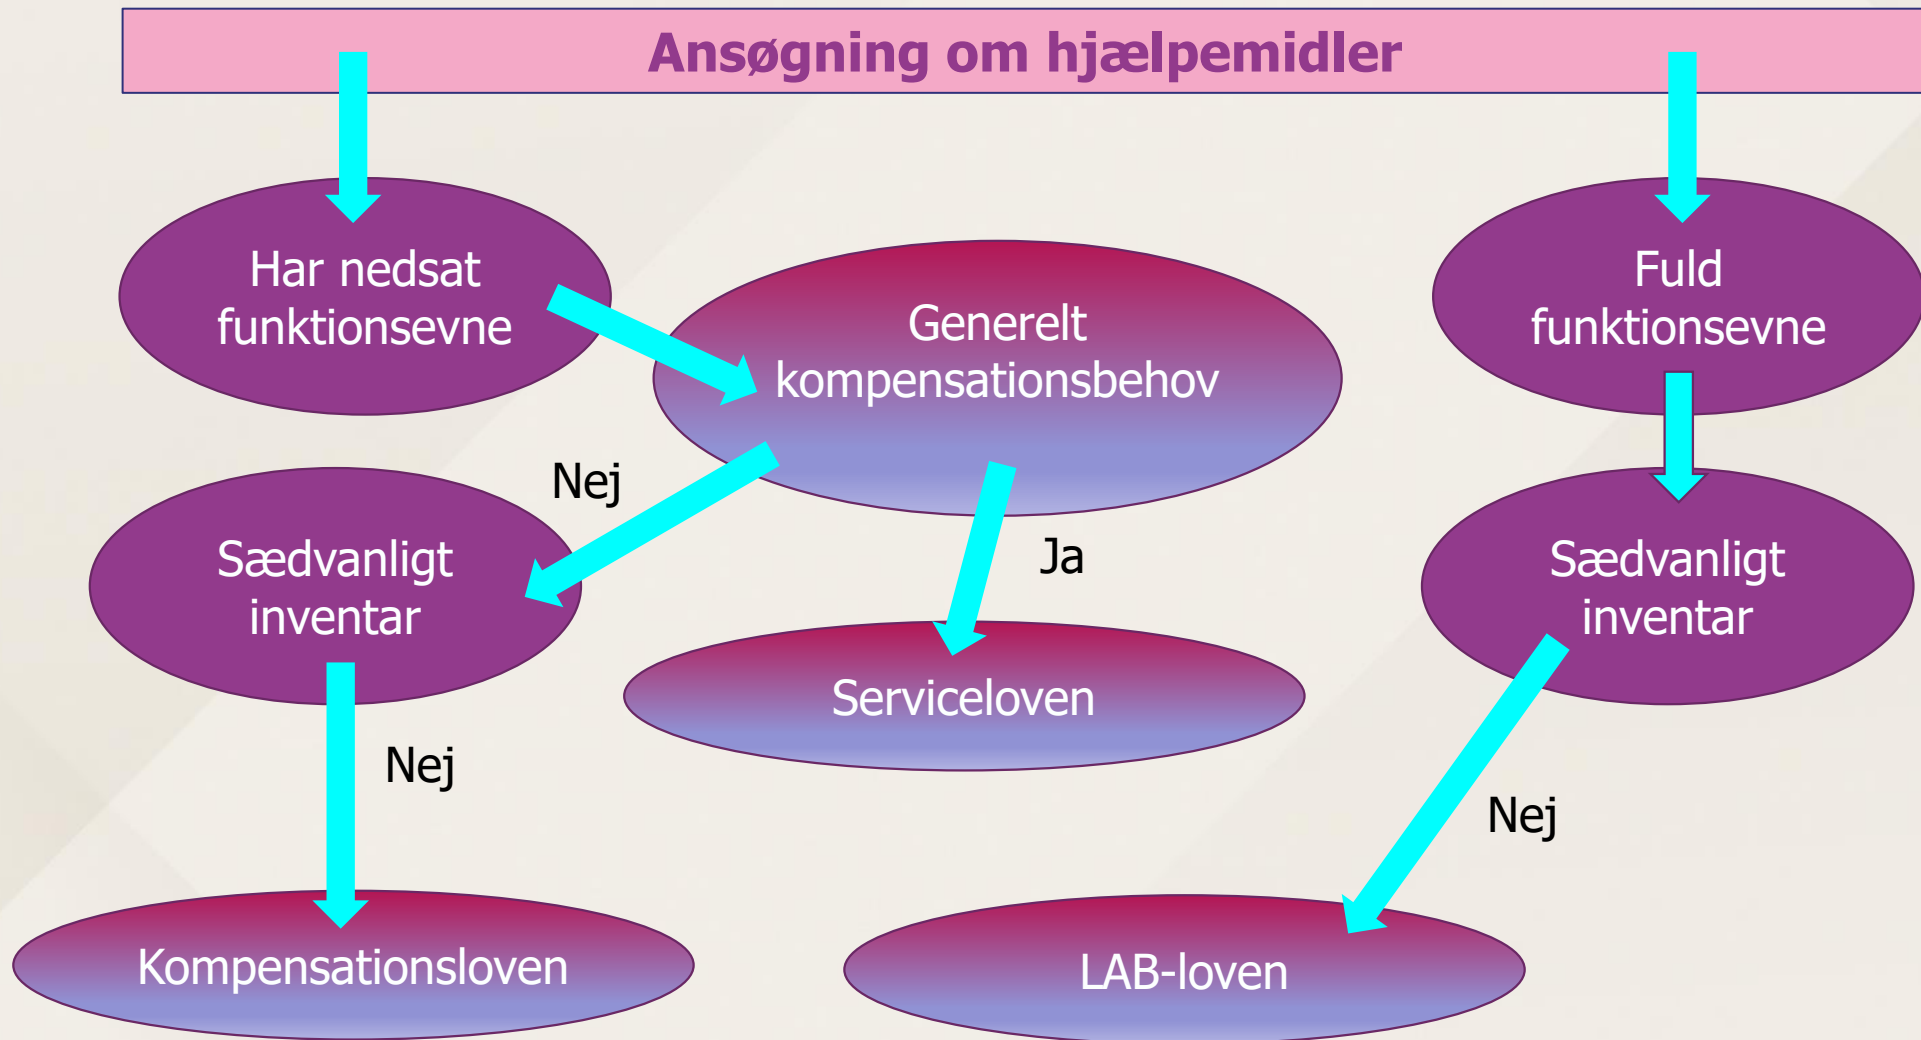 Ansøgning om hjælpemidler
Har nedsat
funktionsevne
Generelt
kompensationsbehov
Fuld
funktionsevne
Nej
Ja
Sædvanligt
inventar
Sædvanligt
inventar
Serviceloven
Nej
Nej
Kompensationsloven
LAB-loven